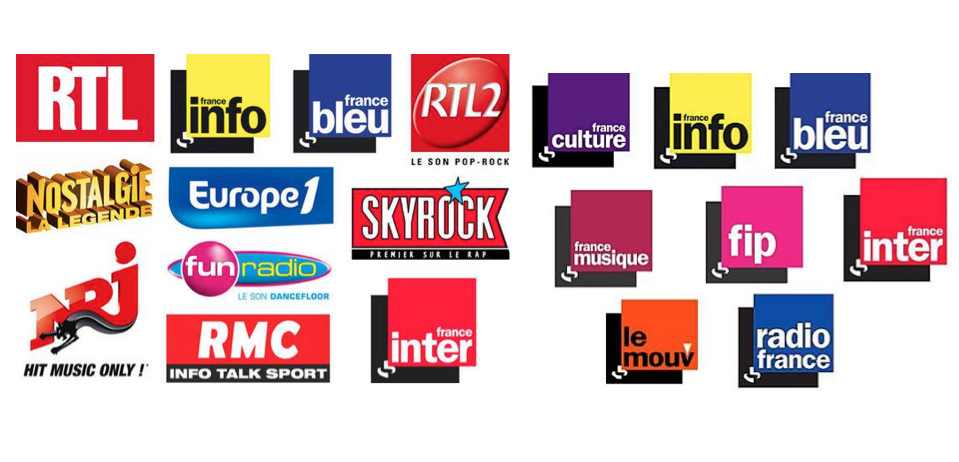 RTL
france
info
france
bleu
RTL2
LE SON POP-ROCK
france
culture
france
info
france
bleu
NOSTALGiE
LA LEGENDE
Europe 1
SKYROCK
PREMIER SUR LE RAP
france
musique
fip
france
inter
NRJ
HIT MUSIC ONLY !
fun radio
LE SON DANCEFLOOR
RMC
INFO TALK SPORT
france
inter
le
mouv'
radio
france